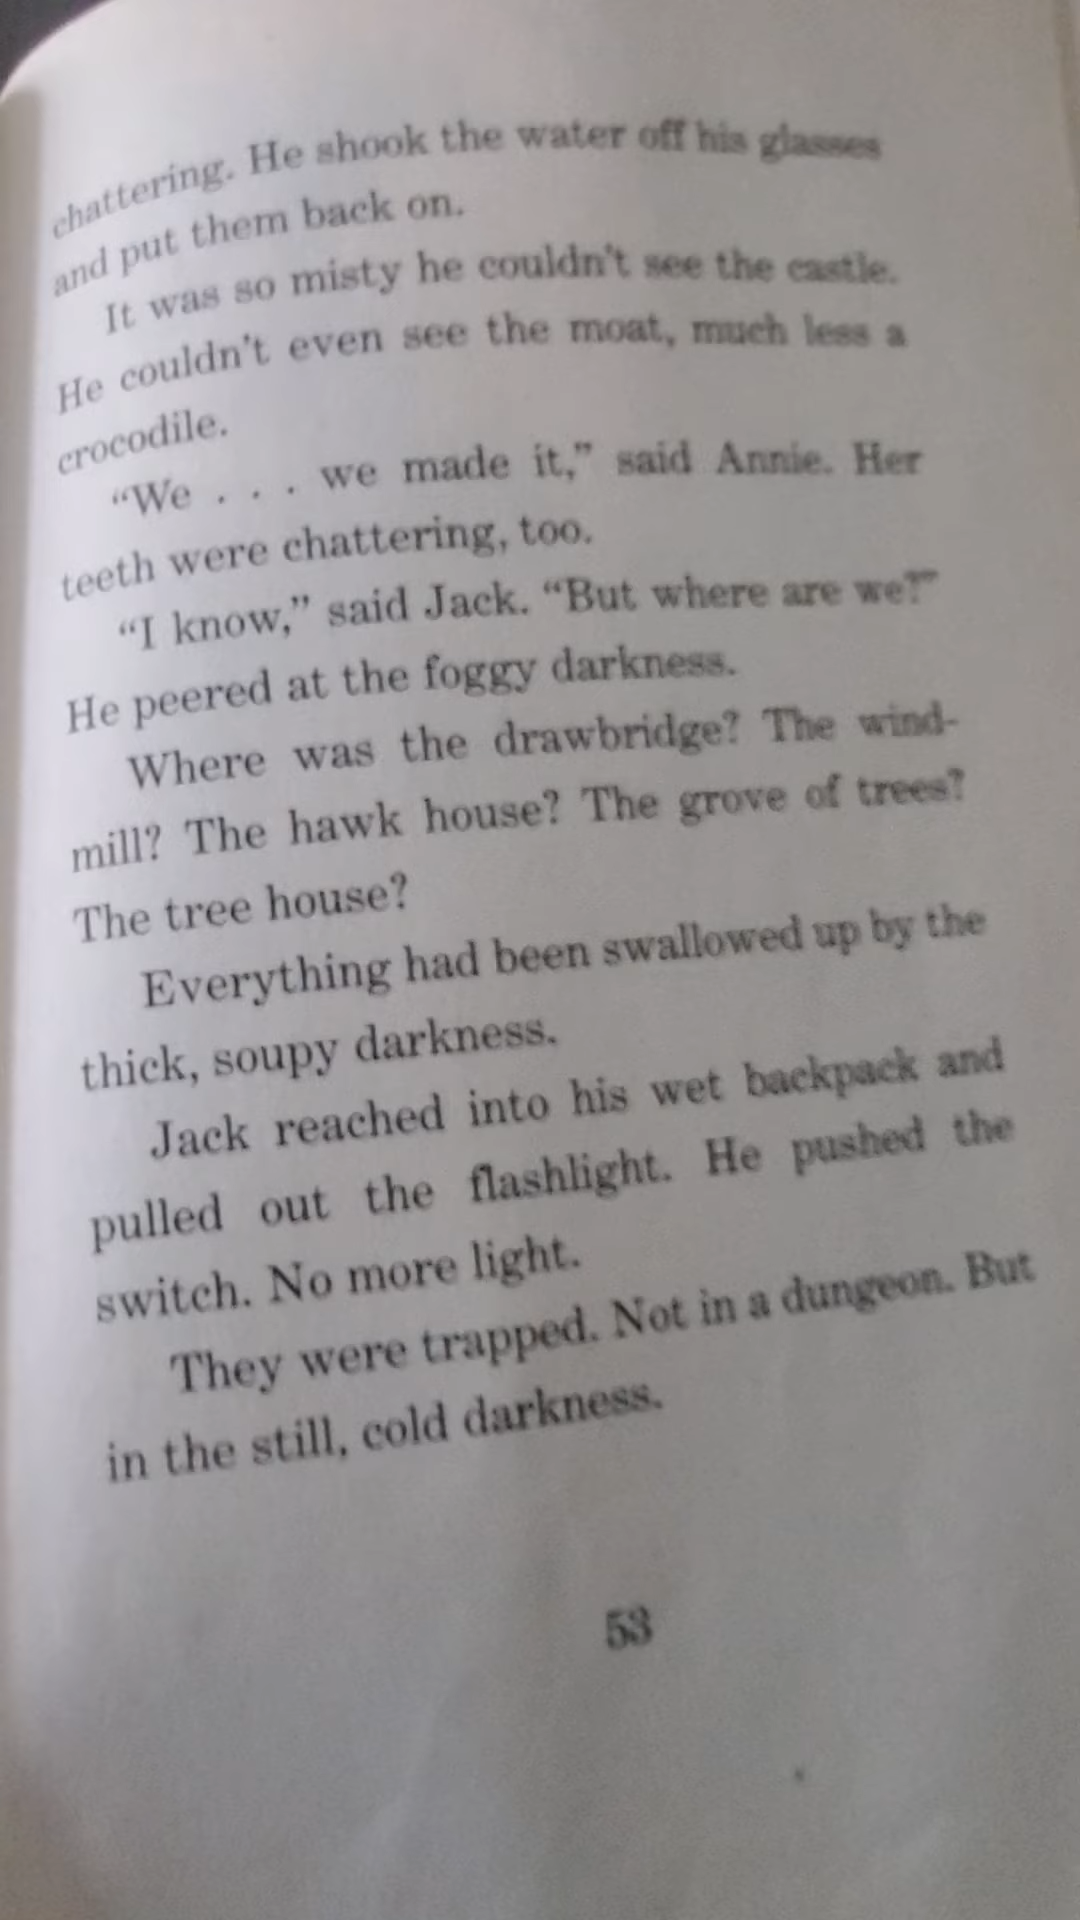 chattering. He shook the water off his glasses
and put them back on.
It was so misty he couldn't see the castle.
He couldn't even see the moat, much less a
crocodile.
“We . . . we made it,” said Annie. Her
teeth were chattering, too.
“I know,” said Jack. “But where are we?”
He peered at the foggy darkness.
Where was the drawbridge? The wind-
mill? The hawk house? The grove of trees?
The tree house?
Everything had been swallowed up by the
thick, soupy darkness.
Jack reached into his wet backpack and
pulled out the flashlight. He pushed the
switch. No more light.
They were trapped. Not in a dungeon. But
in the still, cold darkness.
53